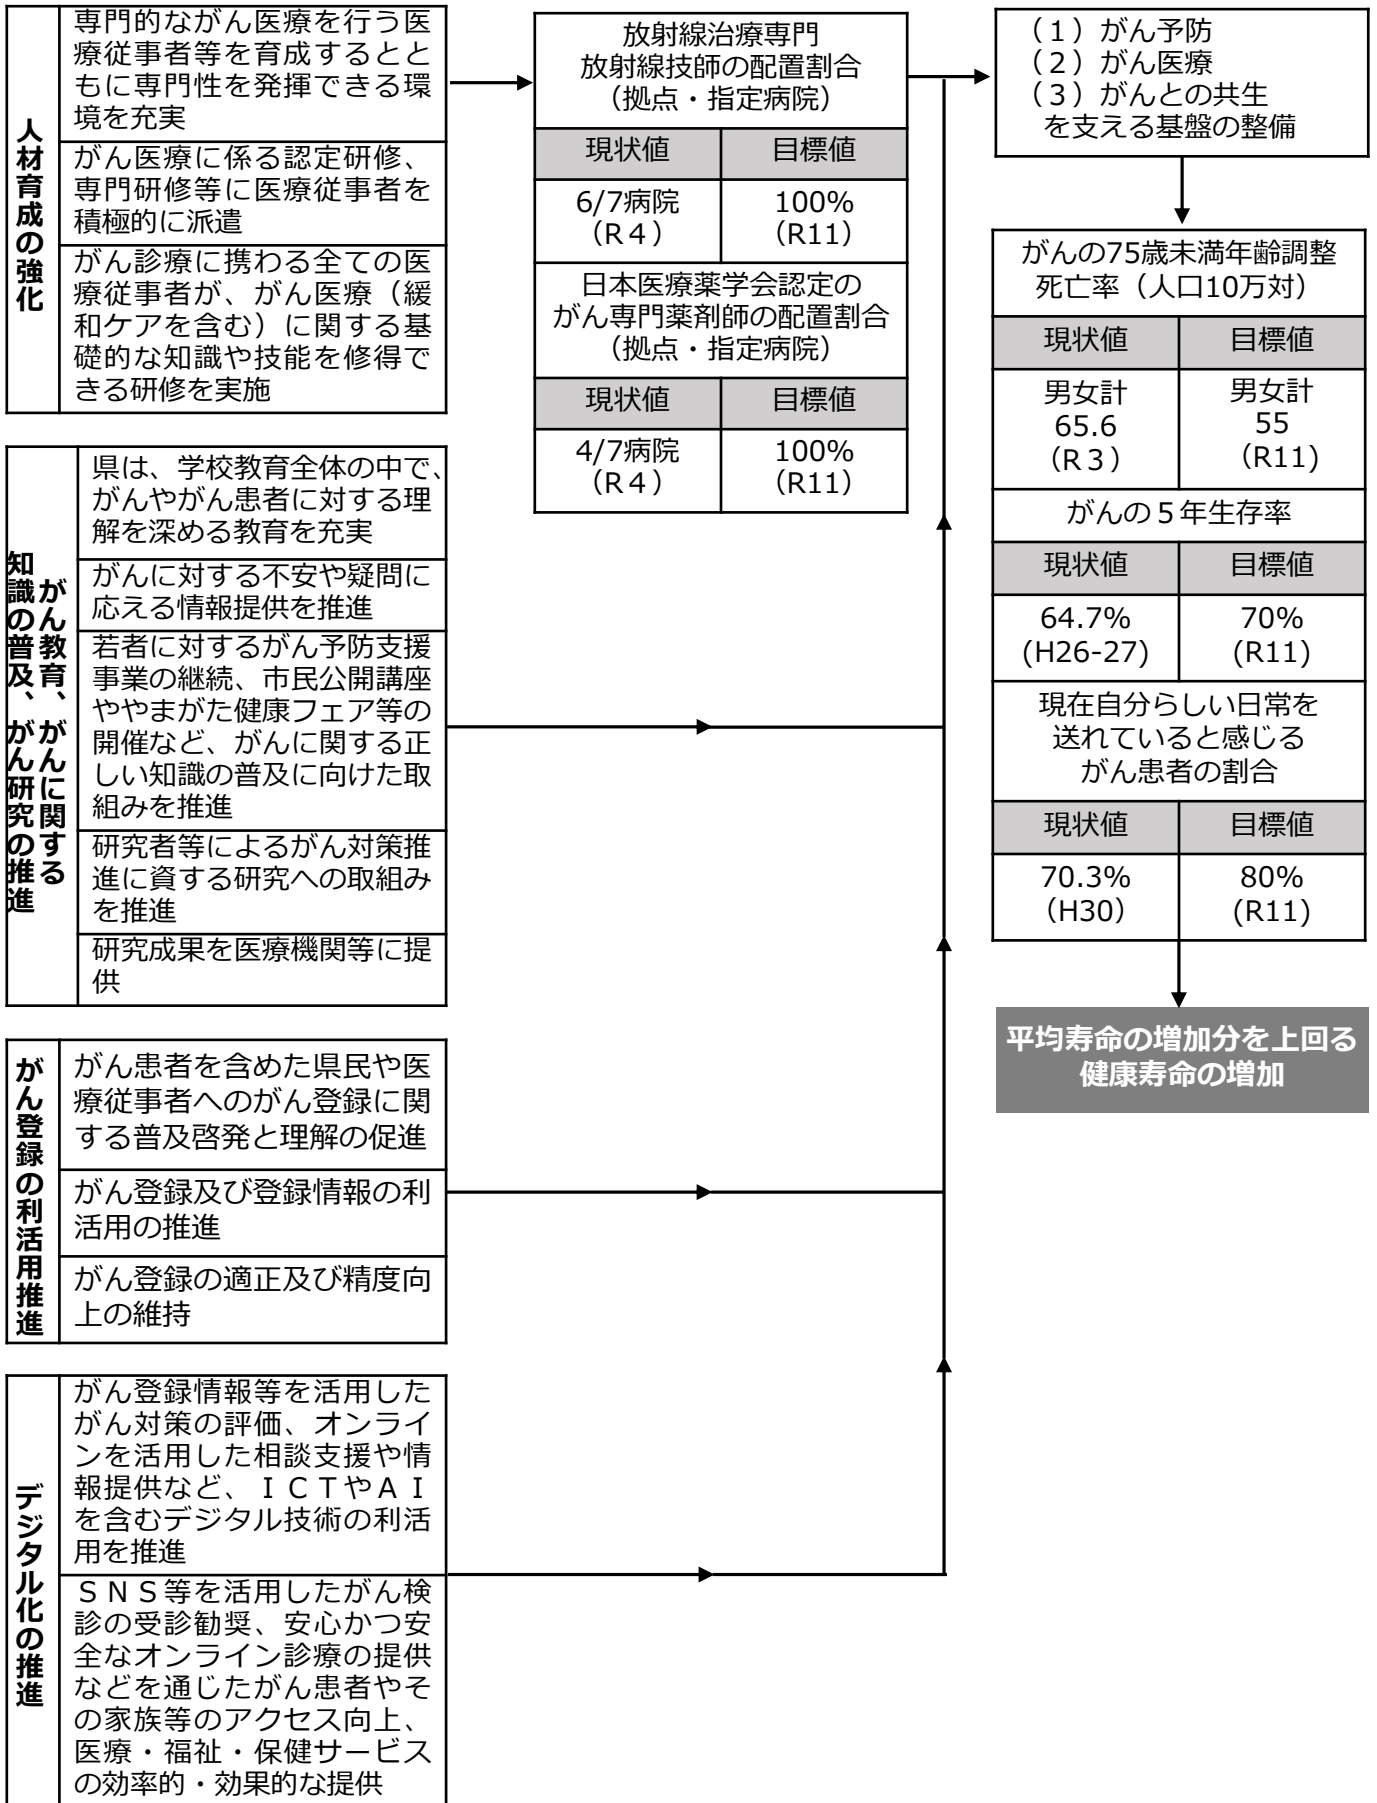 人材育成の強化
専門的ながん医療を行う医
療従事者等を育成するとと
もに専門性を発揮できる環
境を充実
がん医療に係る認定研修、
専門研修等に医療従事者を
積極的に派遣
がん診療に携わる全ての医
療従事者が、がん医療（緩
和ケアを含む）に関する基
礎的な知識や技能を修得で
きる研修を実施
がん教育、がんに関する
知識の普及、がん研究の推進
県は、学校教育全体の中で、
がんやがん患者に対する理
解を深める教育を充実
がんに対する不安や疑問に
応える情報提供を推進
若者に対するがん予防支援
事業の継続、市民公開講座
ややまがた健康フェア等の
開催など、がんに関する正
しい知識の普及に向けた取
組みを推進
研究者等によるがん対策推
進に資する研究への取組み
を推進
研究成果を医療機関等に提
供
がん登録の利活用推進
がん患者を含めた県民や医
療従事者へのがん登録に関
する普及啓発と理解の促進
がん登録及び登録情報の利
活用の推進
がん登録の適正及び精度向
上の維持
デジタル化の推進
がん登録情報等を活用した
がん対策の評価、オンライ
ンを活用した相談支援や情
報提供など、ＩＣＴやＡＩ
を含むデジタル技術の利活
用を推進
ＳＮＳ等を活用したがん検
診の受診勧奨、安心かつ安
全なオンライン診療の提供
などを通じたがん患者やそ
の家族等のアクセス向上、
医療・福祉・保健サービス
の効率的・効果的な提供
放射線治療専門
放射線技師の配置割合
（拠点・指定病院）
現状値 目標値
6/7病院 100%
（R４） （R11）
日本医療薬学会認定の
がん専門薬剤師の配置割合
（拠点・指定病院）
現状値 目標値
4/7病院 100%
（R４） （R11）
（１）がん予防
（２）がん医療
（３）がんとの共生
を支える基盤の整備
がんの75歳未満年齢調整
死亡率（人口10万対）
現状値 目標値
男女計 男女計
65.6 55
（R３） （R11)
がんの５年生存率
現状値 目標値
64.7% 70%
(H26-27) (R11)
現在自分らしい日常を
送れていると感じる
がん患者の割合
現状値 目標値
70.3% 80%
（H30） (R11)
平均寿命の増加分を上回る
健康寿命の増加